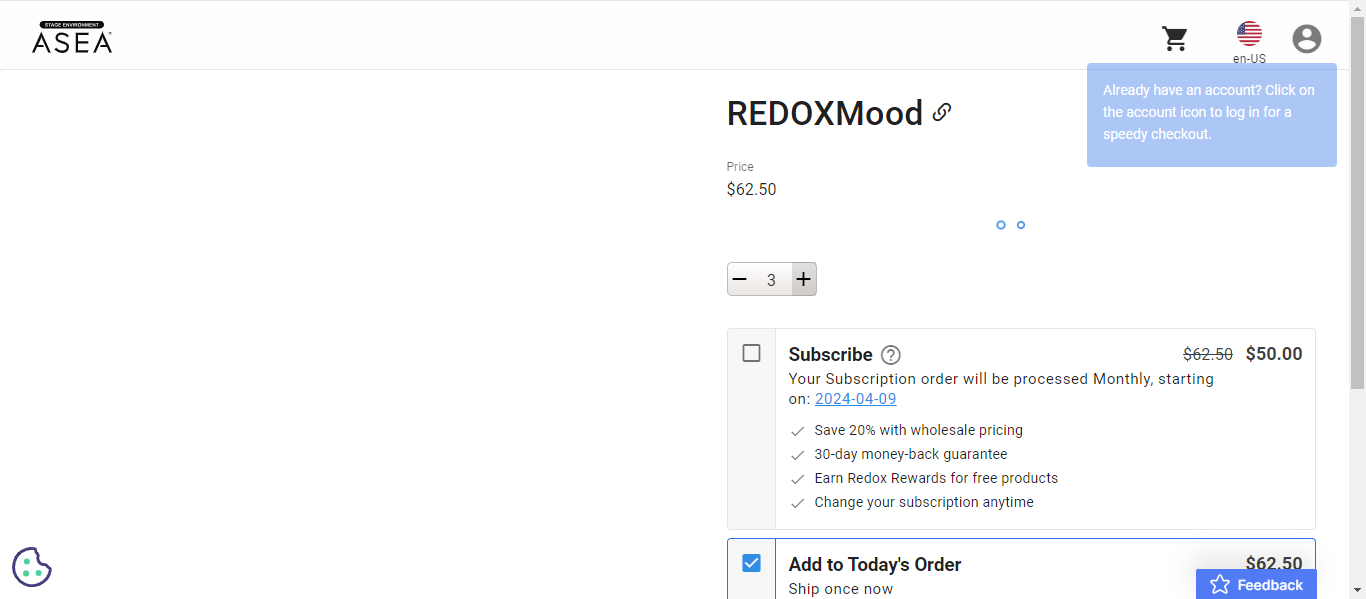 STAGE ENVIRONMENT
ASEA
en-US
Already have an account? Click on
the account icon to log in for a
speedy checkout.
REDOXMood
Price
$62.50
3
Subscribe
$62.50 $50.00
Your Subscription order will be processed Monthly, starting
on: 2024-04-09
Save 20% with wholesale pricing
30-day money-back guarantee
Earn Redox Rewards for free products
Change your subscription anytime
Add to Today's Order
$62.50
Ship once now
Feedback